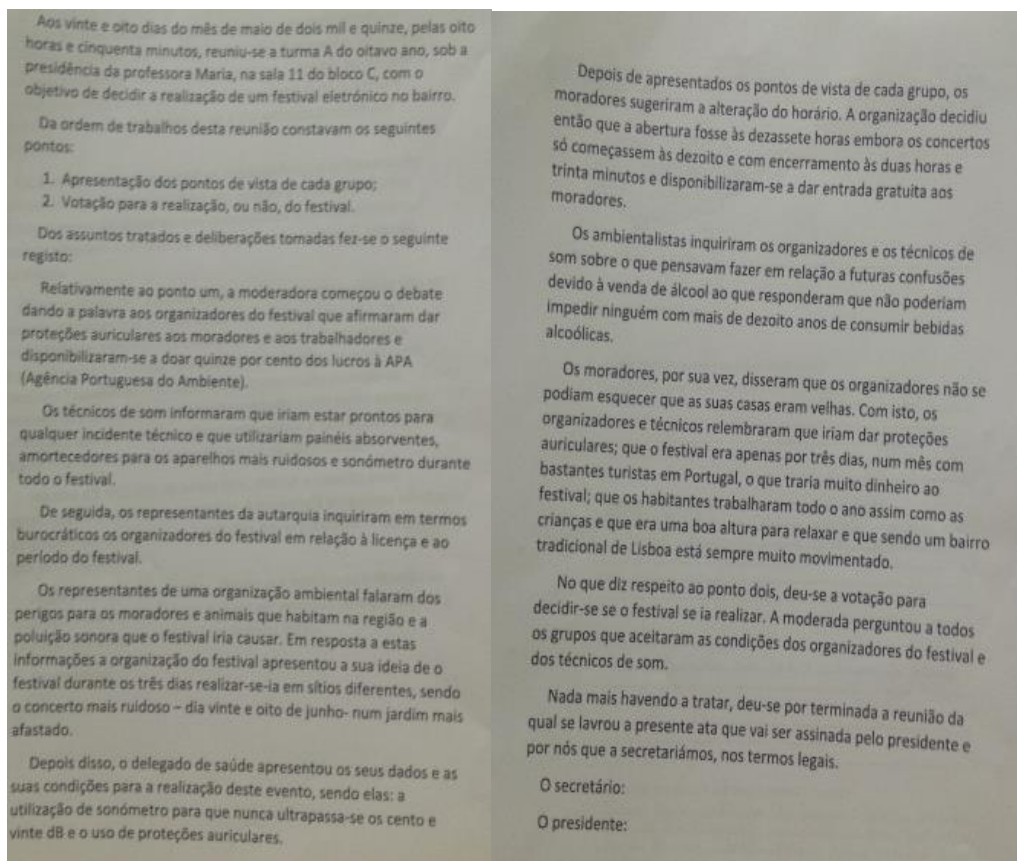 Aos vinte e oito dias do mês de maio de dois mil e quinze, pelas oito
horas e cinquenta minutos, reuniu-se a turma A do oitavo ano, sob a
presidência da professora Maria, na sala 11 do bloco C, com o
objetivo de decidir a realização de um festival eletrónico no bairro.
Da ordem de trabalhos desta reunião constavam os seguintes
pontos:
1. Apresentação dos pontos de vista de cada grupo;
2. Votação para a realização, ou não, do festival.
Dos assuntos tratados e deliberações tomadas fez-se o seguinte
registo:
Relativamente ao ponto um, a moderadora começou o debate
dando a palavra aos organizadores do festival que afirmaram dar
proteções auriculares aos moradores e aos trabalhadores e
disponibilizaram-se a doar quinze por cento dos lucros à APA
(Agência Portuguesa do Ambiente).
Os técnicos de som informaram que iriam estar prontos para
qualquer incidente técnico e que utilizariam painéis absorventes,
amortecedores para os aparelhos mais ruidosos e sonómetro durante
todo o festival.
De seguida, os representantes da autarquia inquiriram em termos
burocráticos os organizadores do festival em relação à licença e ao
período do festival.
Os representantes de uma organização ambiental falaram dos
perigos para os moradores e animais que habitam na região e a
poluição sonora que o festival iria causar. Em resposta a estas
informações a organização do festival apresentou a sua ideia de o
festival durante os três dias realizar-se-ia em sítios diferentes, sendo
o concerto mais ruidoso – dia vinte e oito de junho- num jardim mais
afastado.
Depois disso, o delegado de saúde apresentou os seus dados e as
suas condições para a realização deste evento, sendo elas: a
utilização de sonómetro para que nunca ultrapassa-se os cento e
vinte dB e o uso de proteções auriculares.
Depois de apresentados os pontos de vista de cada grupo, os
moradores sugeriram a alteração do horário. A organização decidiu
então que a abertura fosse às dezassete horas embora os concertos
só começassem às dezoito e com encerramento às duas horas e
trinta minutos e disponibilizaram-se a dar entrada gratuita aos
moradores.
Os ambientalistas inquiriram os organizadores e os técnicos de
som sobre o que pensavam fazer em relação a futuras confusões
devido à venda de álcool ao que responderam que não poderiam
impedir ninguém com mais de dezoito anos de consumir bebidas
alcoólicas.
Os moradores, por sua vez, disseram que os organizadores não se
podiam esquecer que as suas casas eram velhas. Com isto, os
organizadores e técnicos relembraram que iriam dar proteções
auriculares; que o festival era apenas por três dias, num mês com
bastantes turistas em Portugal, o que traria muito dinheiro ao
festival; que os habitantes trabalharam todo o ano assim como as
crianças e que era uma boa altura para relaxar e que sendo um bairro
tradicional de Lisboa está sempre muito movimentado.
No que diz respeito ao ponto dois, deu-se a votação para
decidir-se se o festival se ia realizar. A moderada perguntou a todos
os grupos que aceitaram as condições dos organizadores do festival e
dos técnicos de som.
Nada mais havendo a tratar, deu-se por terminada a reunião da
qual se lavrou a presente ata que vai ser assinada pelo presidente e
por nós que a secretariámos, nos termos legais.
O secretário:
O presidente: